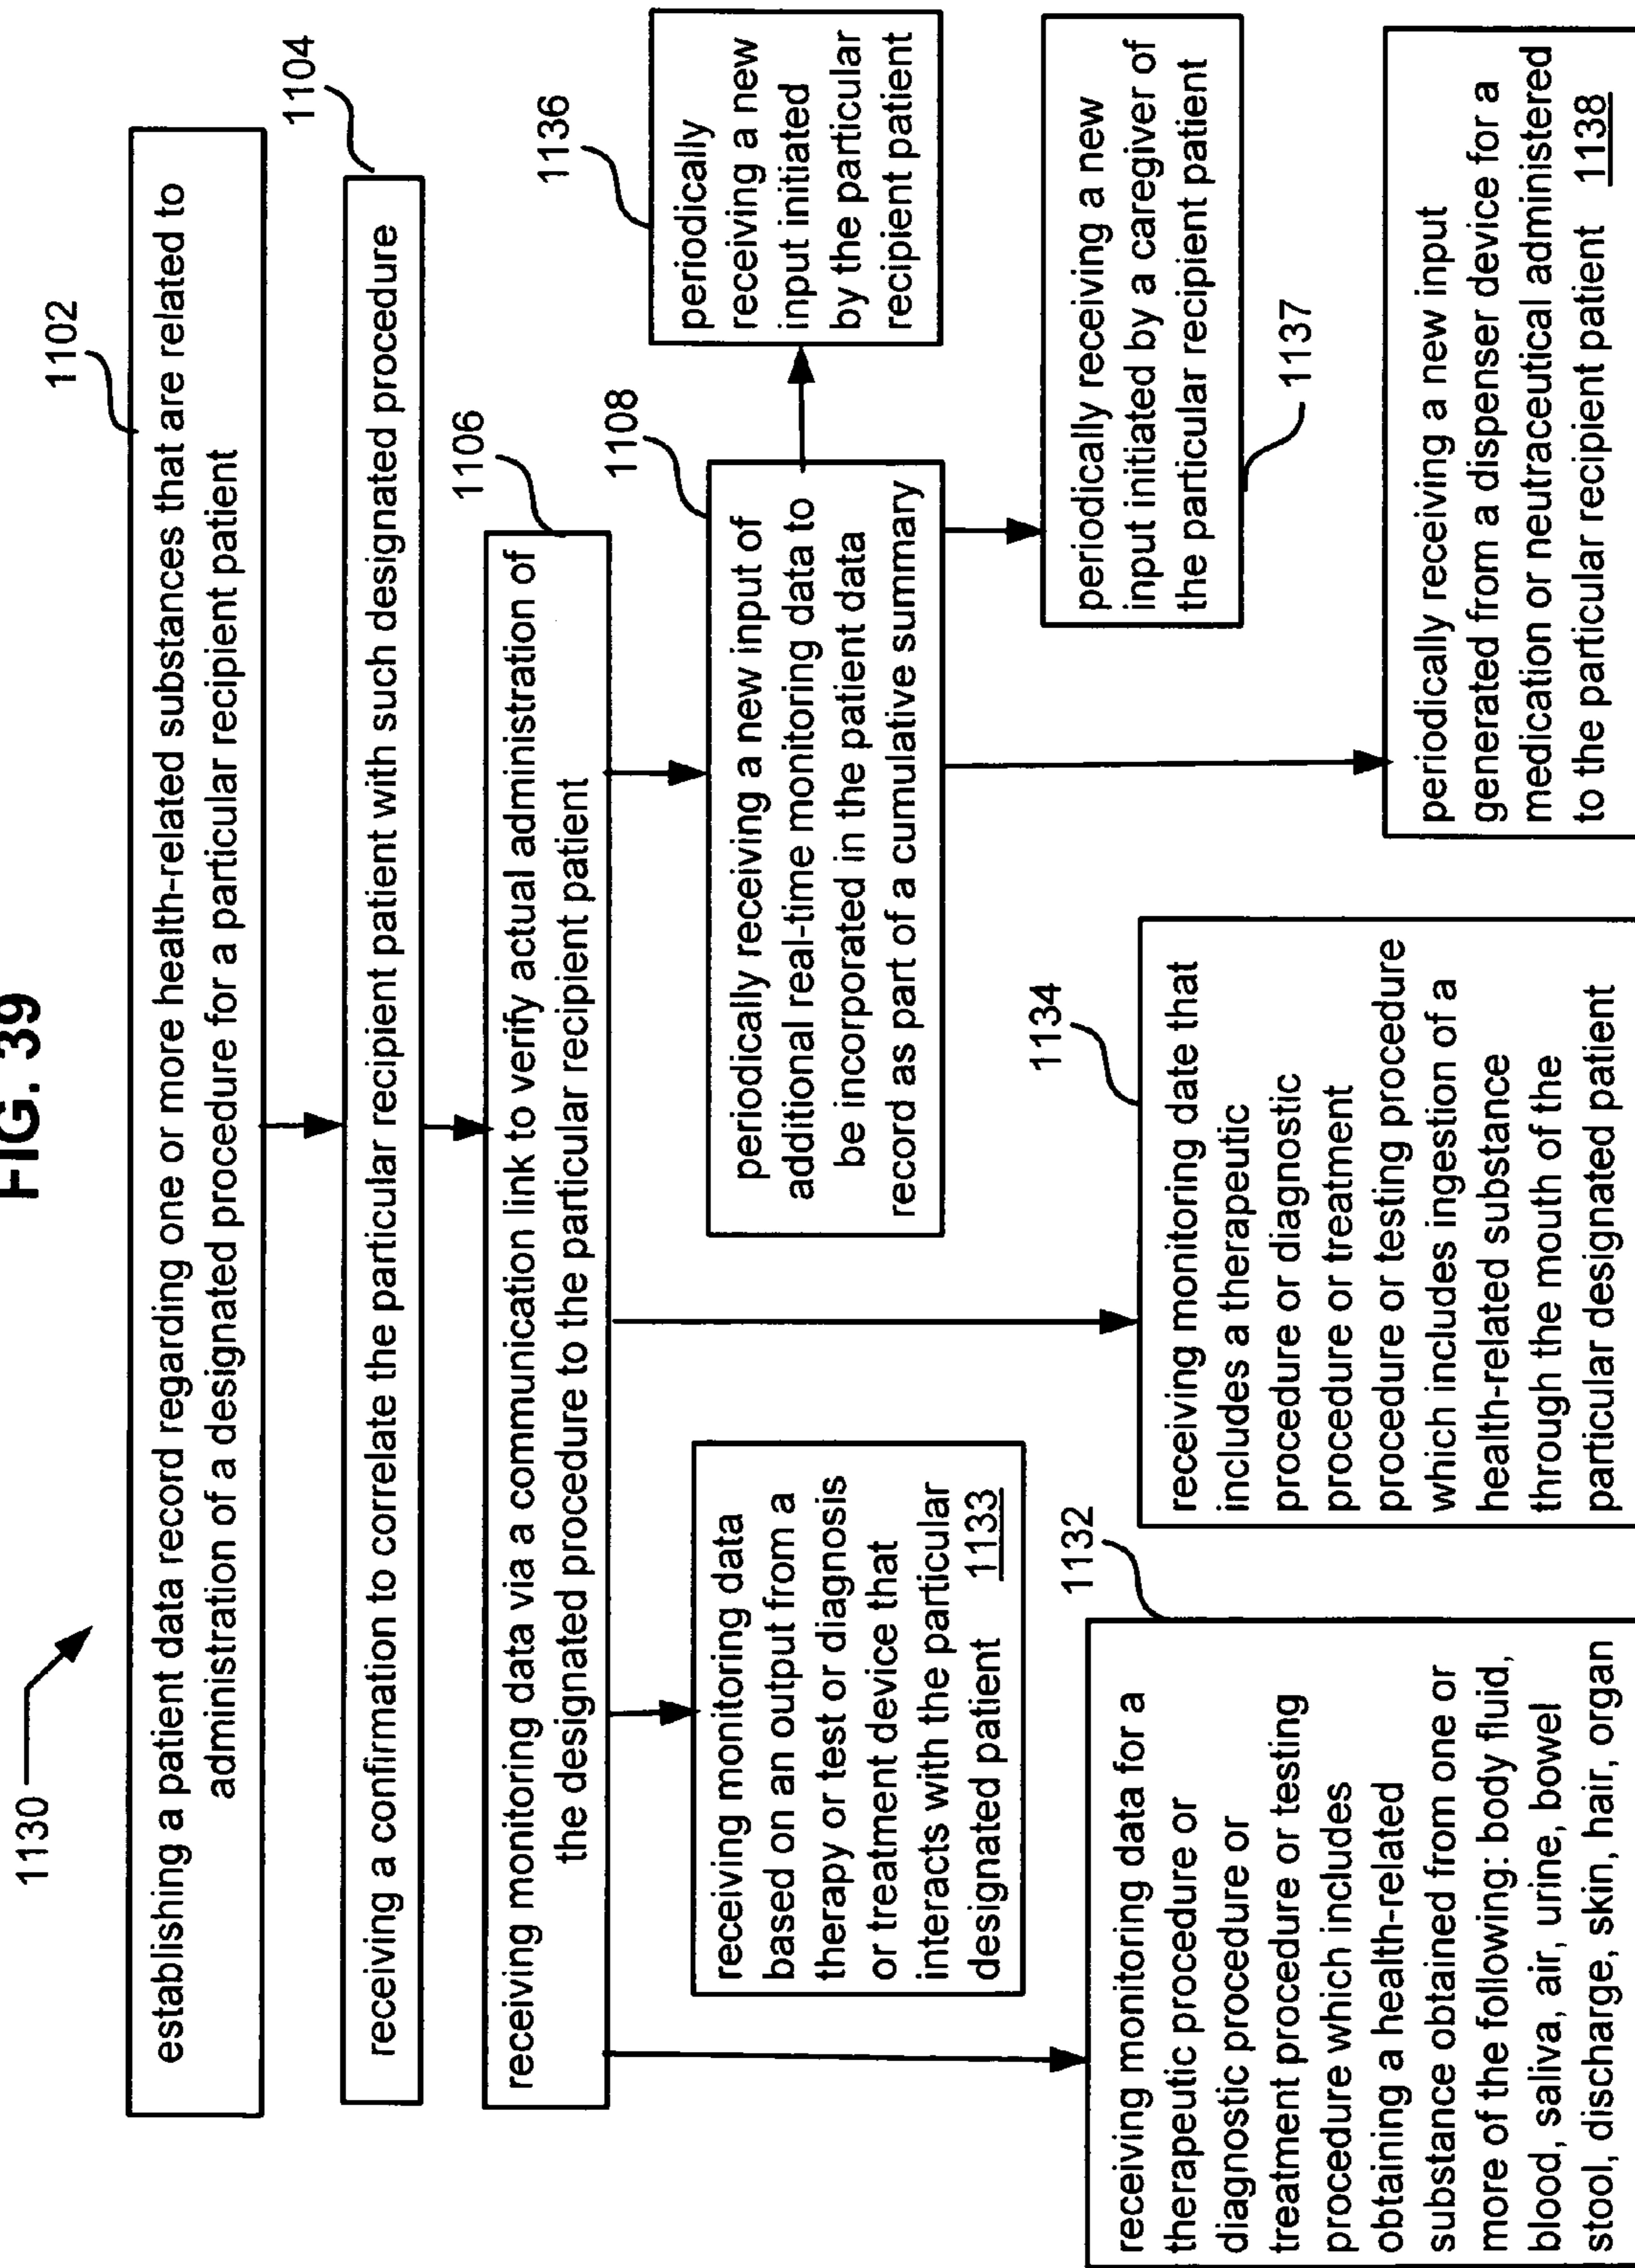 FIG. 39
1130
1102
establishing a patient data record regarding one or more health-related substances that are related to
administration of a designated procedure for a particular recipient patient
1104
receiving a confirmation to correlate the particular recipient patient with such designated procedure
1106
receiving monitoring data via a communication link to verify actual administration of
the designated procedure to the particular recipient patient
1108
periodically receiving a new input of
additional real-time monitoring data to
be incorporated in the patient data
record as part of a cumulative summary
1136
periodically
receiving a new
input initiated
by the particular
recipient patient
receiving monitoring data
based on an output from a
therapy or test or diagnosis
or treatment device that
interacts with the particular
designated patient 1133
periodically receiving a new
input initiated by a caregiver of
the particular recipient patient
1137
1132
receiving monitoring data for a
therapeutic procedure or
diagnostic procedure or
treatment procedure or testing
procedure which includes
obtaining a health-related
substance obtained from one or
more of the following: body fluid,
blood, saliva, air, urine, bowel
stool, discharge, skin, hair, organ
1134
receiving monitoring date that
includes a therapeutic
procedure or diagnostic
procedure or treatment
procedure or testing procedure
which includes ingestion of a
health-related substance
through the mouth of the
particular designated patient
periodically receiving a new input
generated from a dispenser device for a
medication or neutraceutical administered
to the particular recipient patient 1138